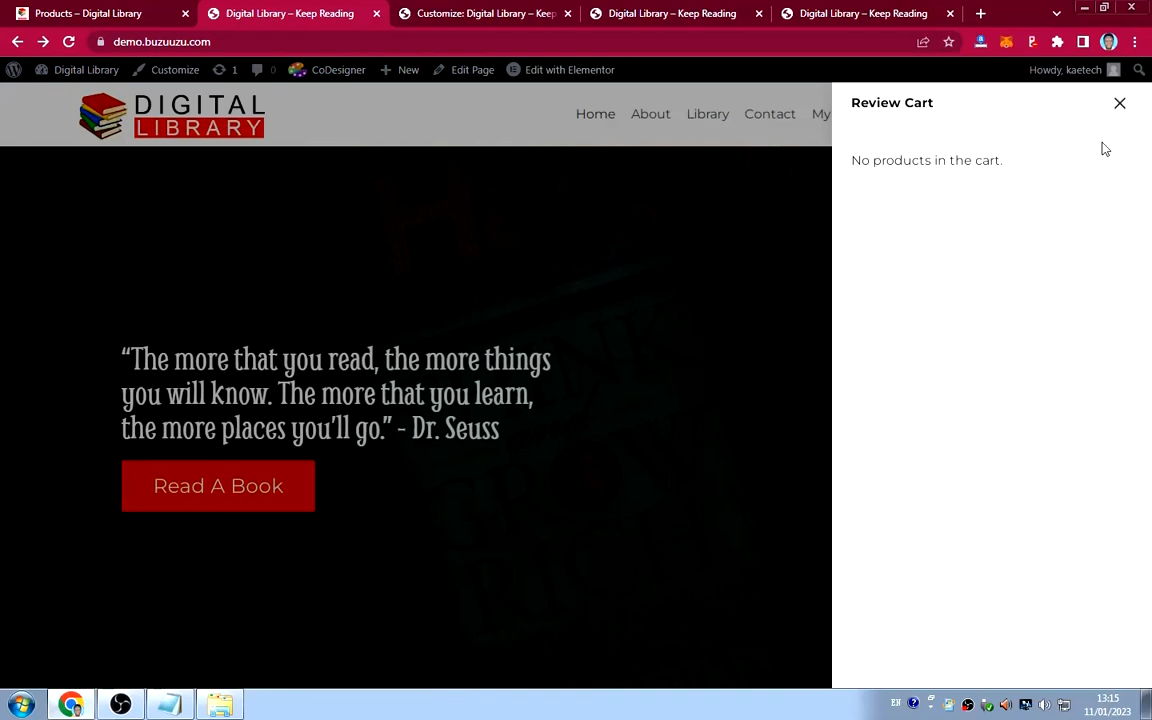 Products – Digital Library
Digital Library – Keep Reading
Customize: Digital Library – Keep
Digital Library – Keep Reading
Digital Library – Keep Reading
demo.buzuuzu.com
Digital Library
Customize
1
0
CoDesigner
New
Edit Page
Edit with Elementor
Howdy, kaetech
DIGITAL
LIBRARY
Home
About
Library
Contact
My
Review Cart
No products in the cart.
“The more that you read, the more things
you will know. The more that you learn,
the more places you’ll go.” - Dr. Seuss
Read A Book
EN
13:15
11/01/2023